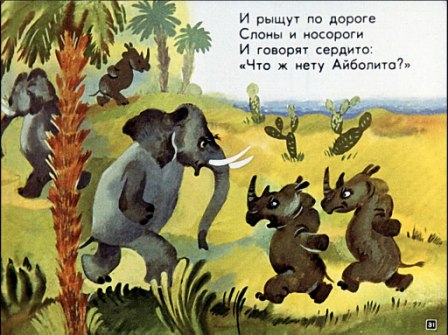 И рыщут по дороге
Слоны и носороги
И говорят сердито:
«Что ж нету Айболита?»
31